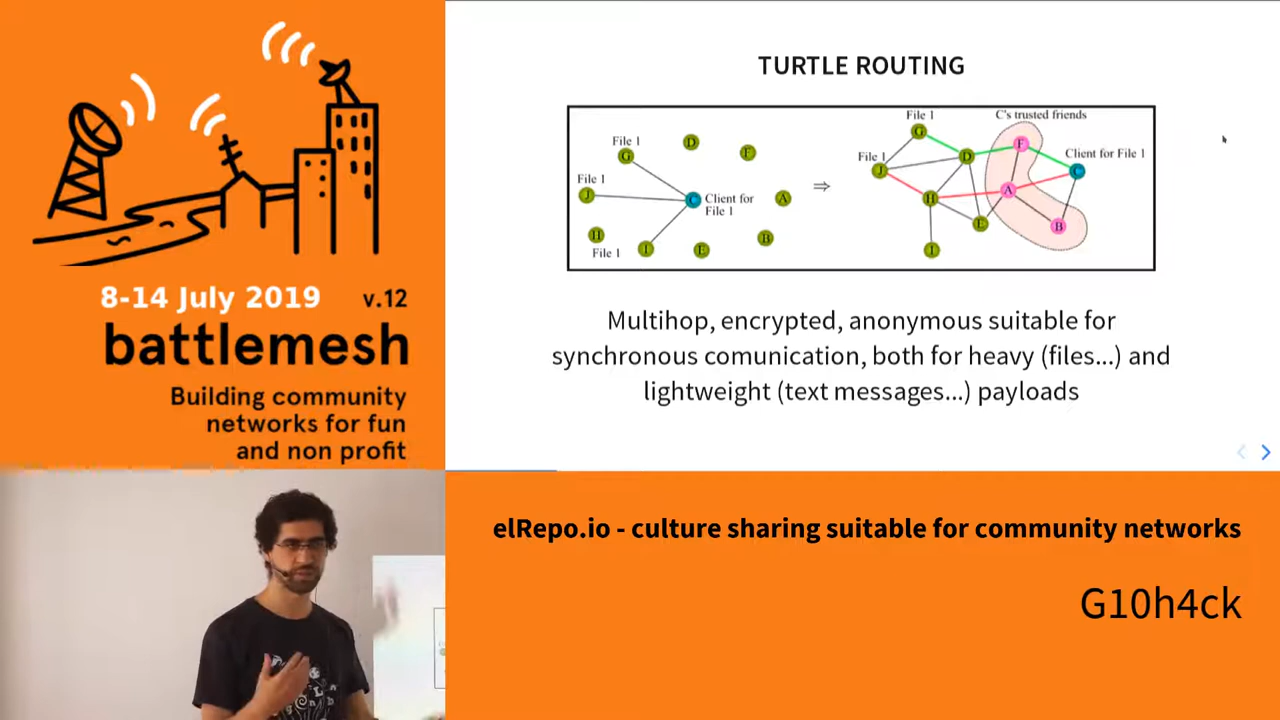 8-14 July 2019 v.12
battlemesh
Building community
networks for fun
and non profit
TURTLE ROUTING
File 1
G
D
F
File 1
J
C
Client for
File 1
A
H
File 1
I
E
B
⇒
File 1
G
C's trusted friends
F
Client for File 1
File 1
J
D
C
H
A
E
B
I
Multihop, encrypted, anonymous suitable for
synchronous comunication, both for heavy (files...) and
lightweight (text messages...) payloads
elRepo.io - culture sharing suitable for community networks
G10h4ck